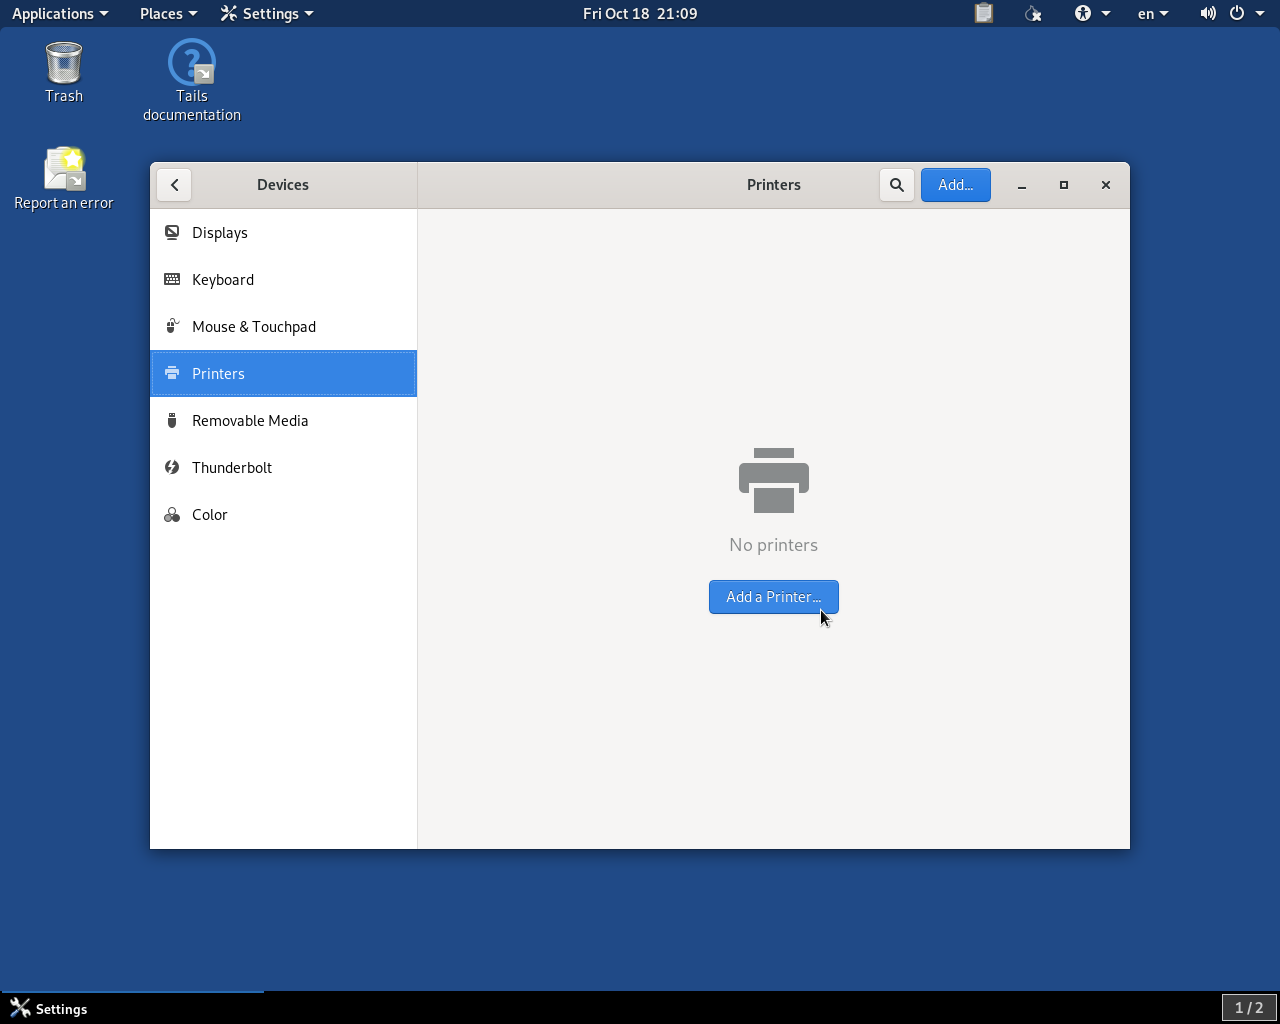 Applications Places Settings Fri Oct 18 21:09 en
Trash
Tails
documentation
Report an error
Devices Printers Add...
Displays
Keyboard
Mouse & Touchpad
Printers
Removable Media
Thunderbolt
Color
No printers
Add a Printer...
Settings 1 / 2